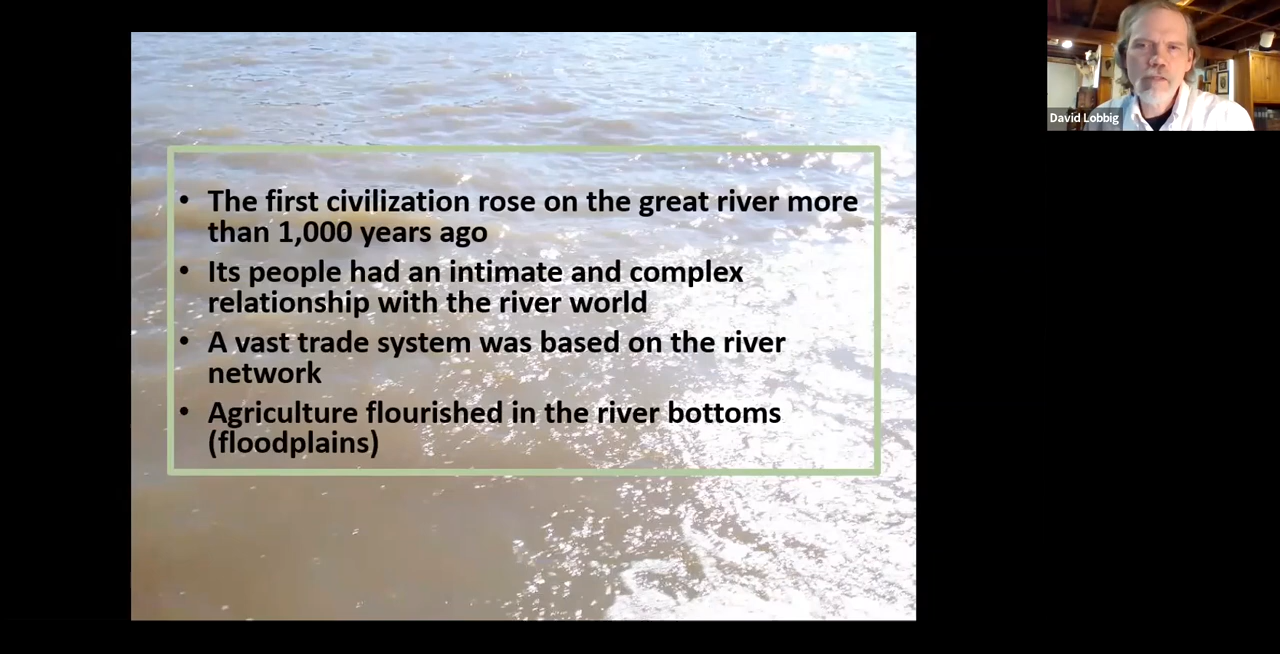 • The first civilization rose on the great river more
than 1,000 years ago
• Its people had an intimate and complex
relationship with the river world
• A vast trade system was based on the river
network
• Agriculture flourished in the river bottoms
(floodplains)
David Lobbig